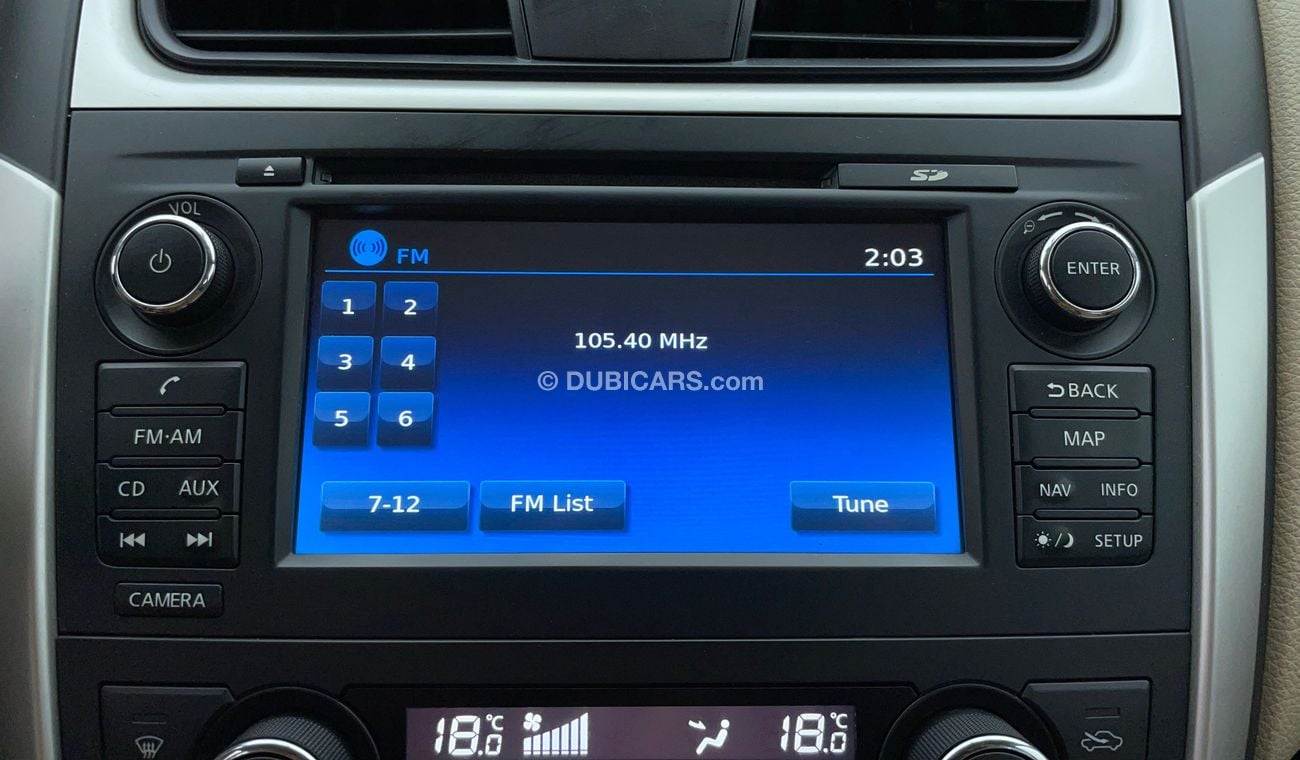 SD
VOL
FM
2:03
ENTER
1 2
105.40 MHz
3 4
© DUBICARS.com
5 6
BACK
FM·AM
MAP
CD AUX
NAV INFO
7-12 FM List Tune
SETUP
CAMERA
18.0°C
18.0°C